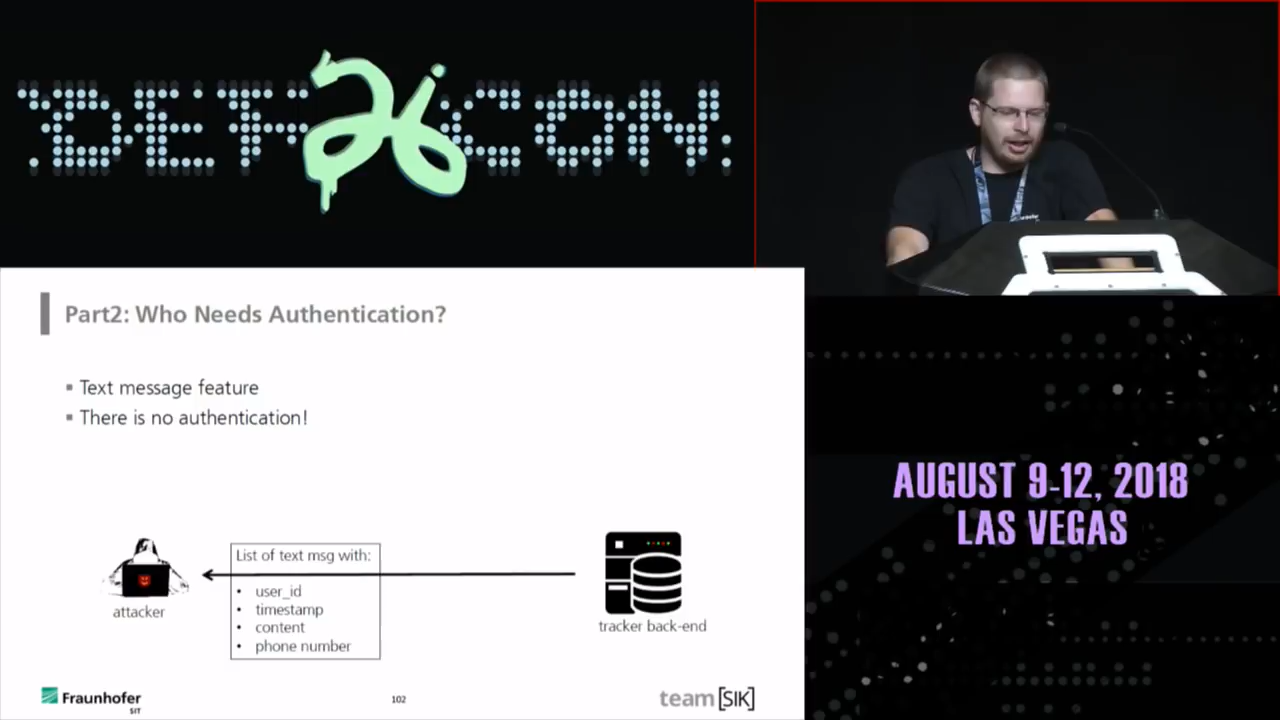 DEF CON
26
Part2: Who Needs Authentication?
▪ Text message feature
▪ There is no authentication!
List of text msg with:
• user_id
• timestamp
• content
• phone number
attacker
tracker back-end
Fraunhofer
SIT
102
team[SIK]
AUGUST 9-12, 2018
LAS VEGAS